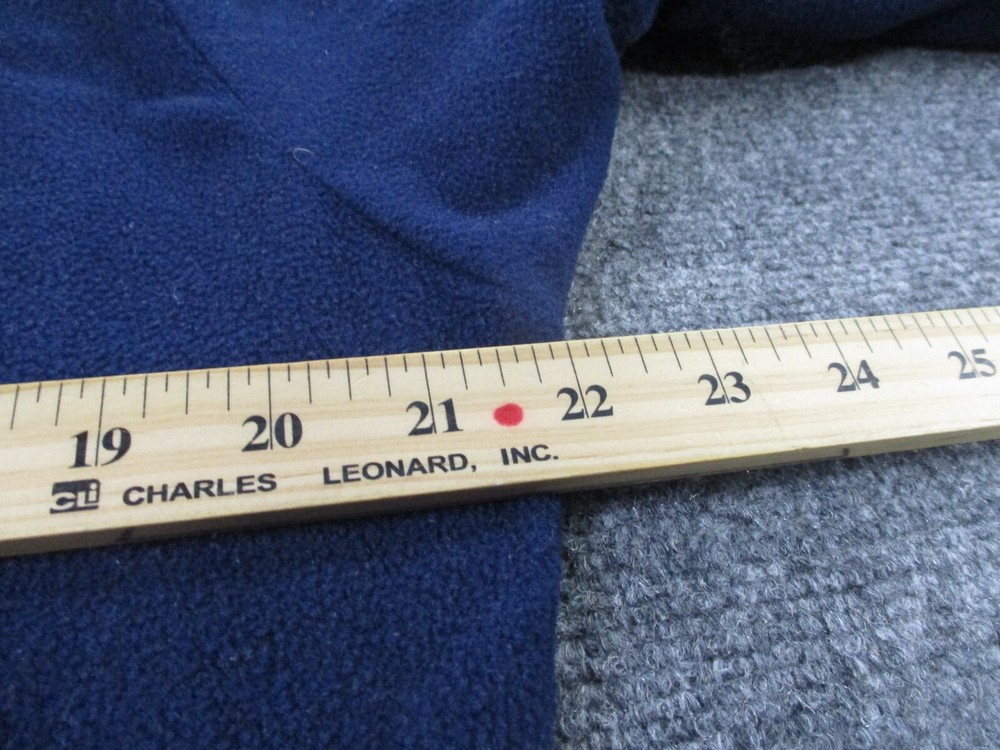 19 20 21 22 23 24 25
CLi CHARLES LEONARD, INC.